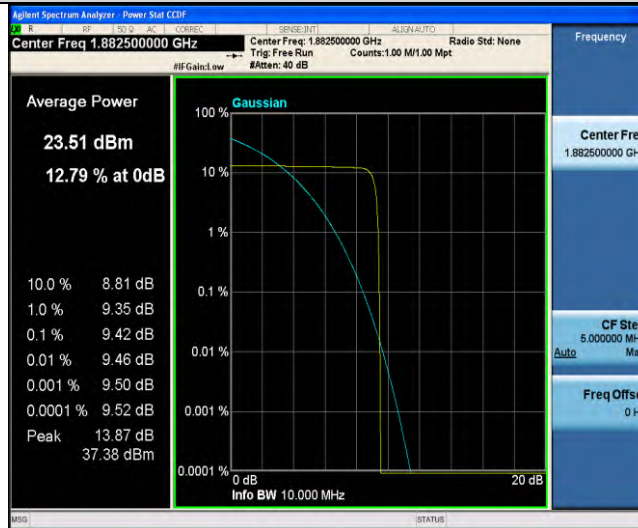 Agilent Spectrum Analyzer - Power Stat CCDF
R RF 50 Ω AC CORREC SENSE:INT ALIGN AUTO
Center Freq 1.882500000 GHz
Center Freq: 1.882500000 GHz Radio Std: None
Trig: Free Run Counts:1.00 M/1.00 Mpt
#IFGain:Low #Atten: 40 dB
Frequency
Average Power
23.51 dBm
12.79 % at 0dB
10.0 % 8.81 dB
1.0 % 9.35 dB
0.1 % 9.42 dB
0.01 % 9.46 dB
0.001 % 9.50 dB
0.0001 % 9.52 dB
Peak 13.87 dB
37.38 dBm
Gaussian
100 %
10 %
1 %
0.1 %
0.01 %
0.001 %
0.0001 %
0 dB 20 dB
Info BW 10.000 MHz
Center Fre
1.882500000 GH
CF Ste
5.000000 MH
Auto Ma
Freq Offse
0 H
MSG STATUS